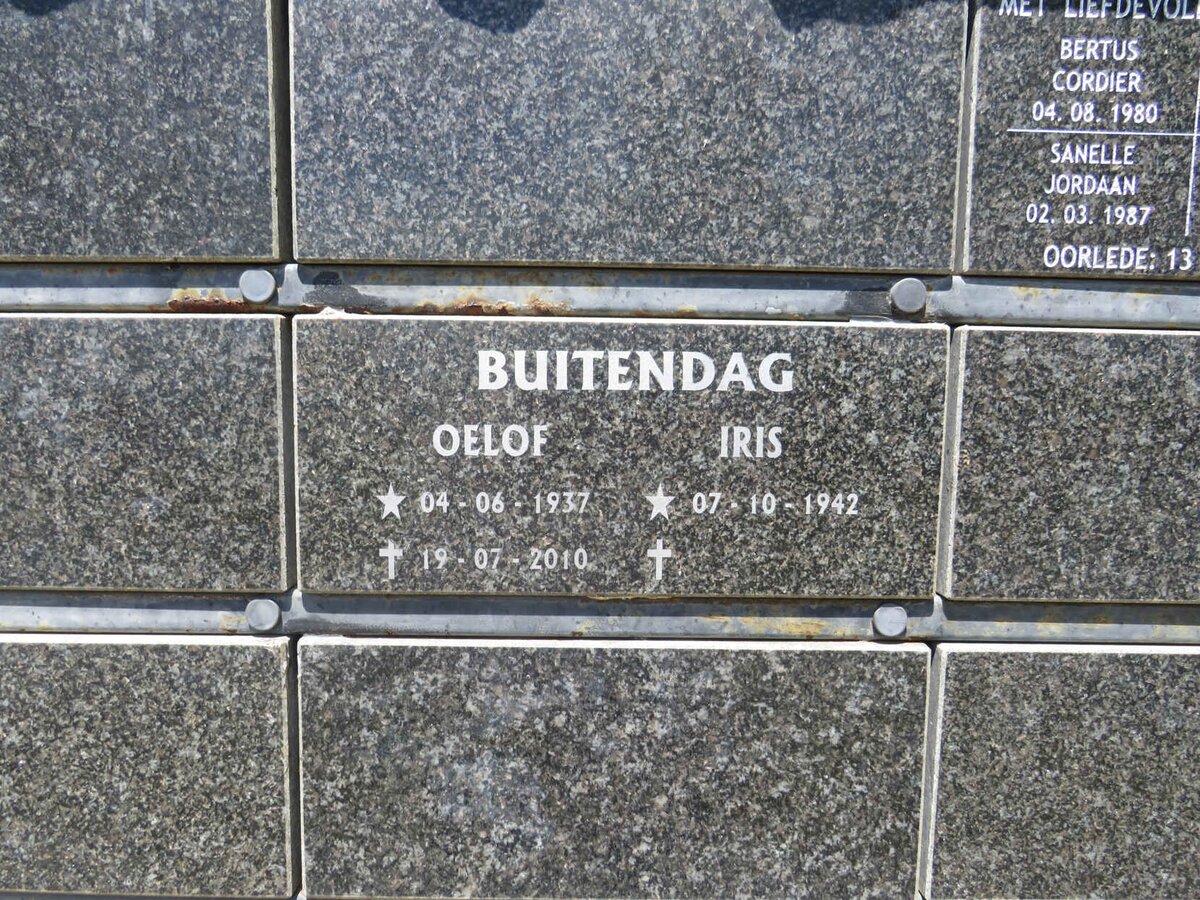 MET LIEFDEVOL
BERTUS
CORDIER
04. 08. 1980
SANELLE
JORDAAN
02. 03. 1987
OORLEDE: 13
BUITENDAG
OELOF IRIS
★ 04 - 06 - 1937 ★ 07 - 10 - 1942
✝ 19 - 07 - 2010 ✝